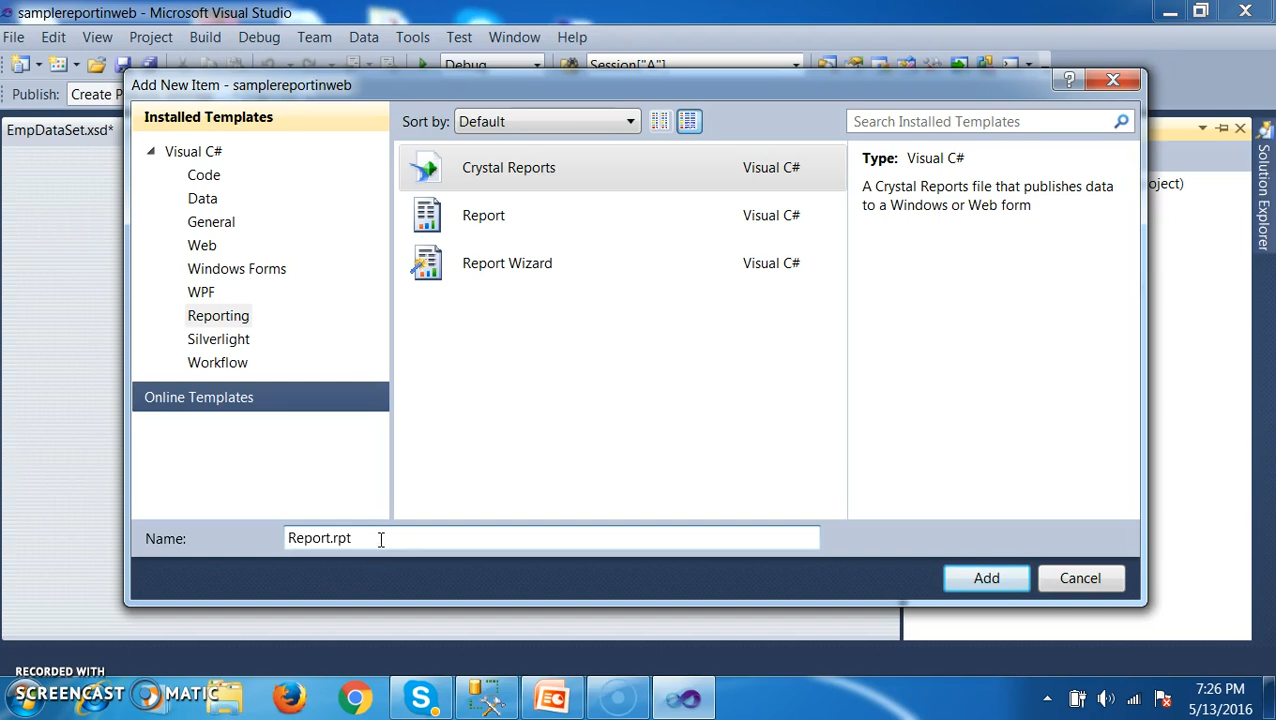 samplereportinweb - Microsoft Visual Studio
File Edit View Project Build Debug Team Data Tools Test Window Help
Debug Session["A"]
Publish: Create P
Add New Item - samplereportinweb
EmpDataSet.xsd*
Installed Templates
Sort by: Default
Search Installed Templates
Visual C#
Code
Data
General
Web
Windows Forms
WPF
Reporting
Silverlight
Workflow
Online Templates
Crystal Reports Visual C#
Report Visual C#
Report Wizard Visual C#
Type: Visual C#
A Crystal Reports file that publishes data
to a Windows or Web form
oject)
Solution Explorer
Name: Report.rpt
Add Cancel
RECORDED WITH
SCREENCAST MATIC
7:26 PM
5/13/2016